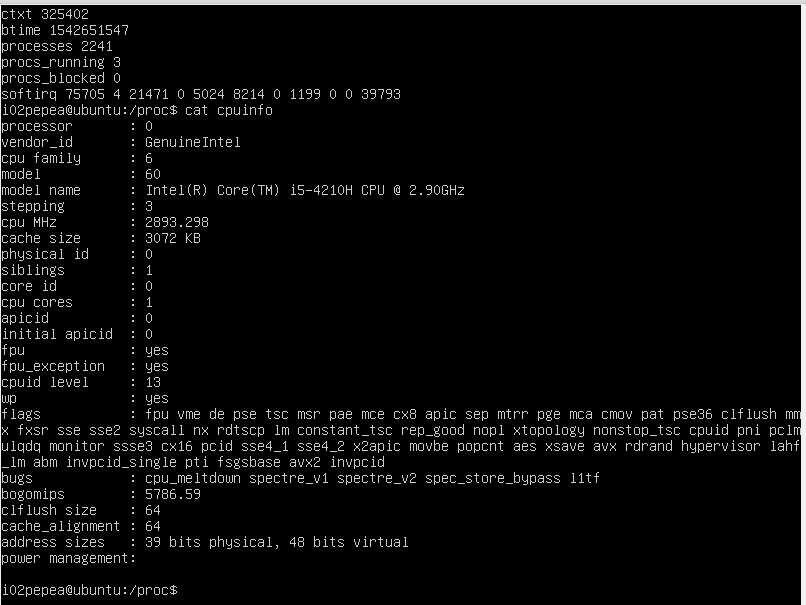 ctxt 325402
btime 1542651547
processes 2241
procs_running 3
procs_blocked 0
softirq 75705 4 21471 0 5024 8214 0 1199 0 0 39793
i02pepea@ubuntu:/proc$ cat cpuinfo
processor : 0
vendor_id : GenuineIntel
cpu family : 6
model : 60
model name : Intel(R) Core(TM) i5-4210H CPU @ 2.90GHz
stepping : 3
cpu MHz : 2893.298
cache size : 3072 KB
physical id : 0
siblings : 1
core id : 0
cpu cores : 1
apicid : 0
initial apicid : 0
fpu : yes
fpu_exception : yes
cpuid level : 13
wp : yes
flags : fpu vme de pse tsc msr pae mce cx8 apic sep mtrr pge mca cmov pat pse36 clflush mm
x fxsr sse sse2 syscall nx rdtscp lm constant_tsc rep_good nopl xtopology nonstop_tsc cpuid pni pclm
ulqdq monitor ssse3 cx16 pcid sse4_1 sse4_2 x2apic movbe popcnt aes xsave avx rdrand hypervisor lahf
_lm abm invpcid_single pti fsgsbase avx2 invpcid
bugs : cpu_meltdown spectre_v1 spectre_v2 spec_store_bypass l1tf
bogomips : 5786.59
clflush size : 64
cache_alignment : 64
address sizes : 39 bits physical, 48 bits virtual
power management:
i02pepea@ubuntu:/proc$